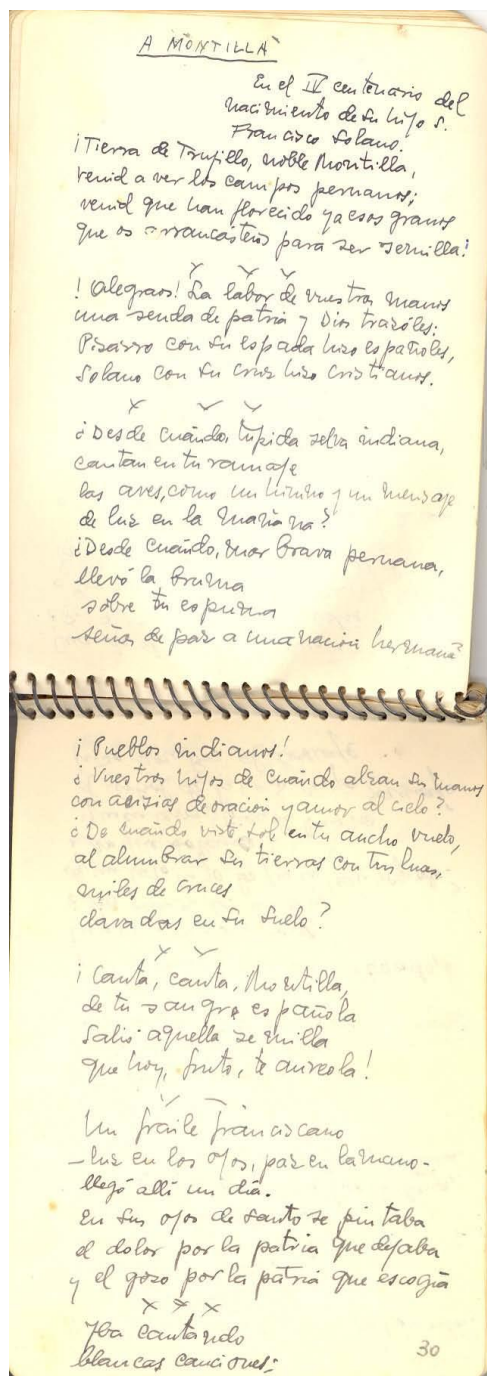 A MONTILLA
En el IV centenario del
nacimiento de su hijo S.
Francisco Solano.
¡Tierra de Trujillo, noble Montilla,
venid a ver los campos peruanos;
venid que han florecido ya esos granos
que os arrancásteis para ser semilla!
! Alegraos! La labor de vuestras manos
una senda de patria y Dios trazóles:
Pizarro con su espada hizo españoles,
Solano con su cruz hizo cristianos.
¿Desde cuándo, tupida selva indiana,
cantan en tu ramaje
las aves, como un himno y un mensaje
de luz en la mañana?
¿Desde cuándo, mar brava peruana,
llevó la bruma
sobre tu espuma
señas de paz a una nación hermana?
¡Pueblos indianos!
¿Vuestros hijos de cuándo alzan sus manos
con ansias de oración y amor al cielo?
¿De cuándo viste, sol, en tu ancho vuelo,
al alumbrar sus tierras con tus luces,
miles de cruces
clavadas en su suelo?
¡Canta, canta, Montilla,
de tu sangre española
salió aquella semilla
que hoy, fruto, te aureola!
Un fraile franciscano
-luz en los ojos, paz en la mano-
llegó allí un día.
En sus ojos de santo se pintaba
el dolor por la patria que dejaba
y el gozo por la patria que escogía
x x x
Iba cantando
blancas canciones:
30